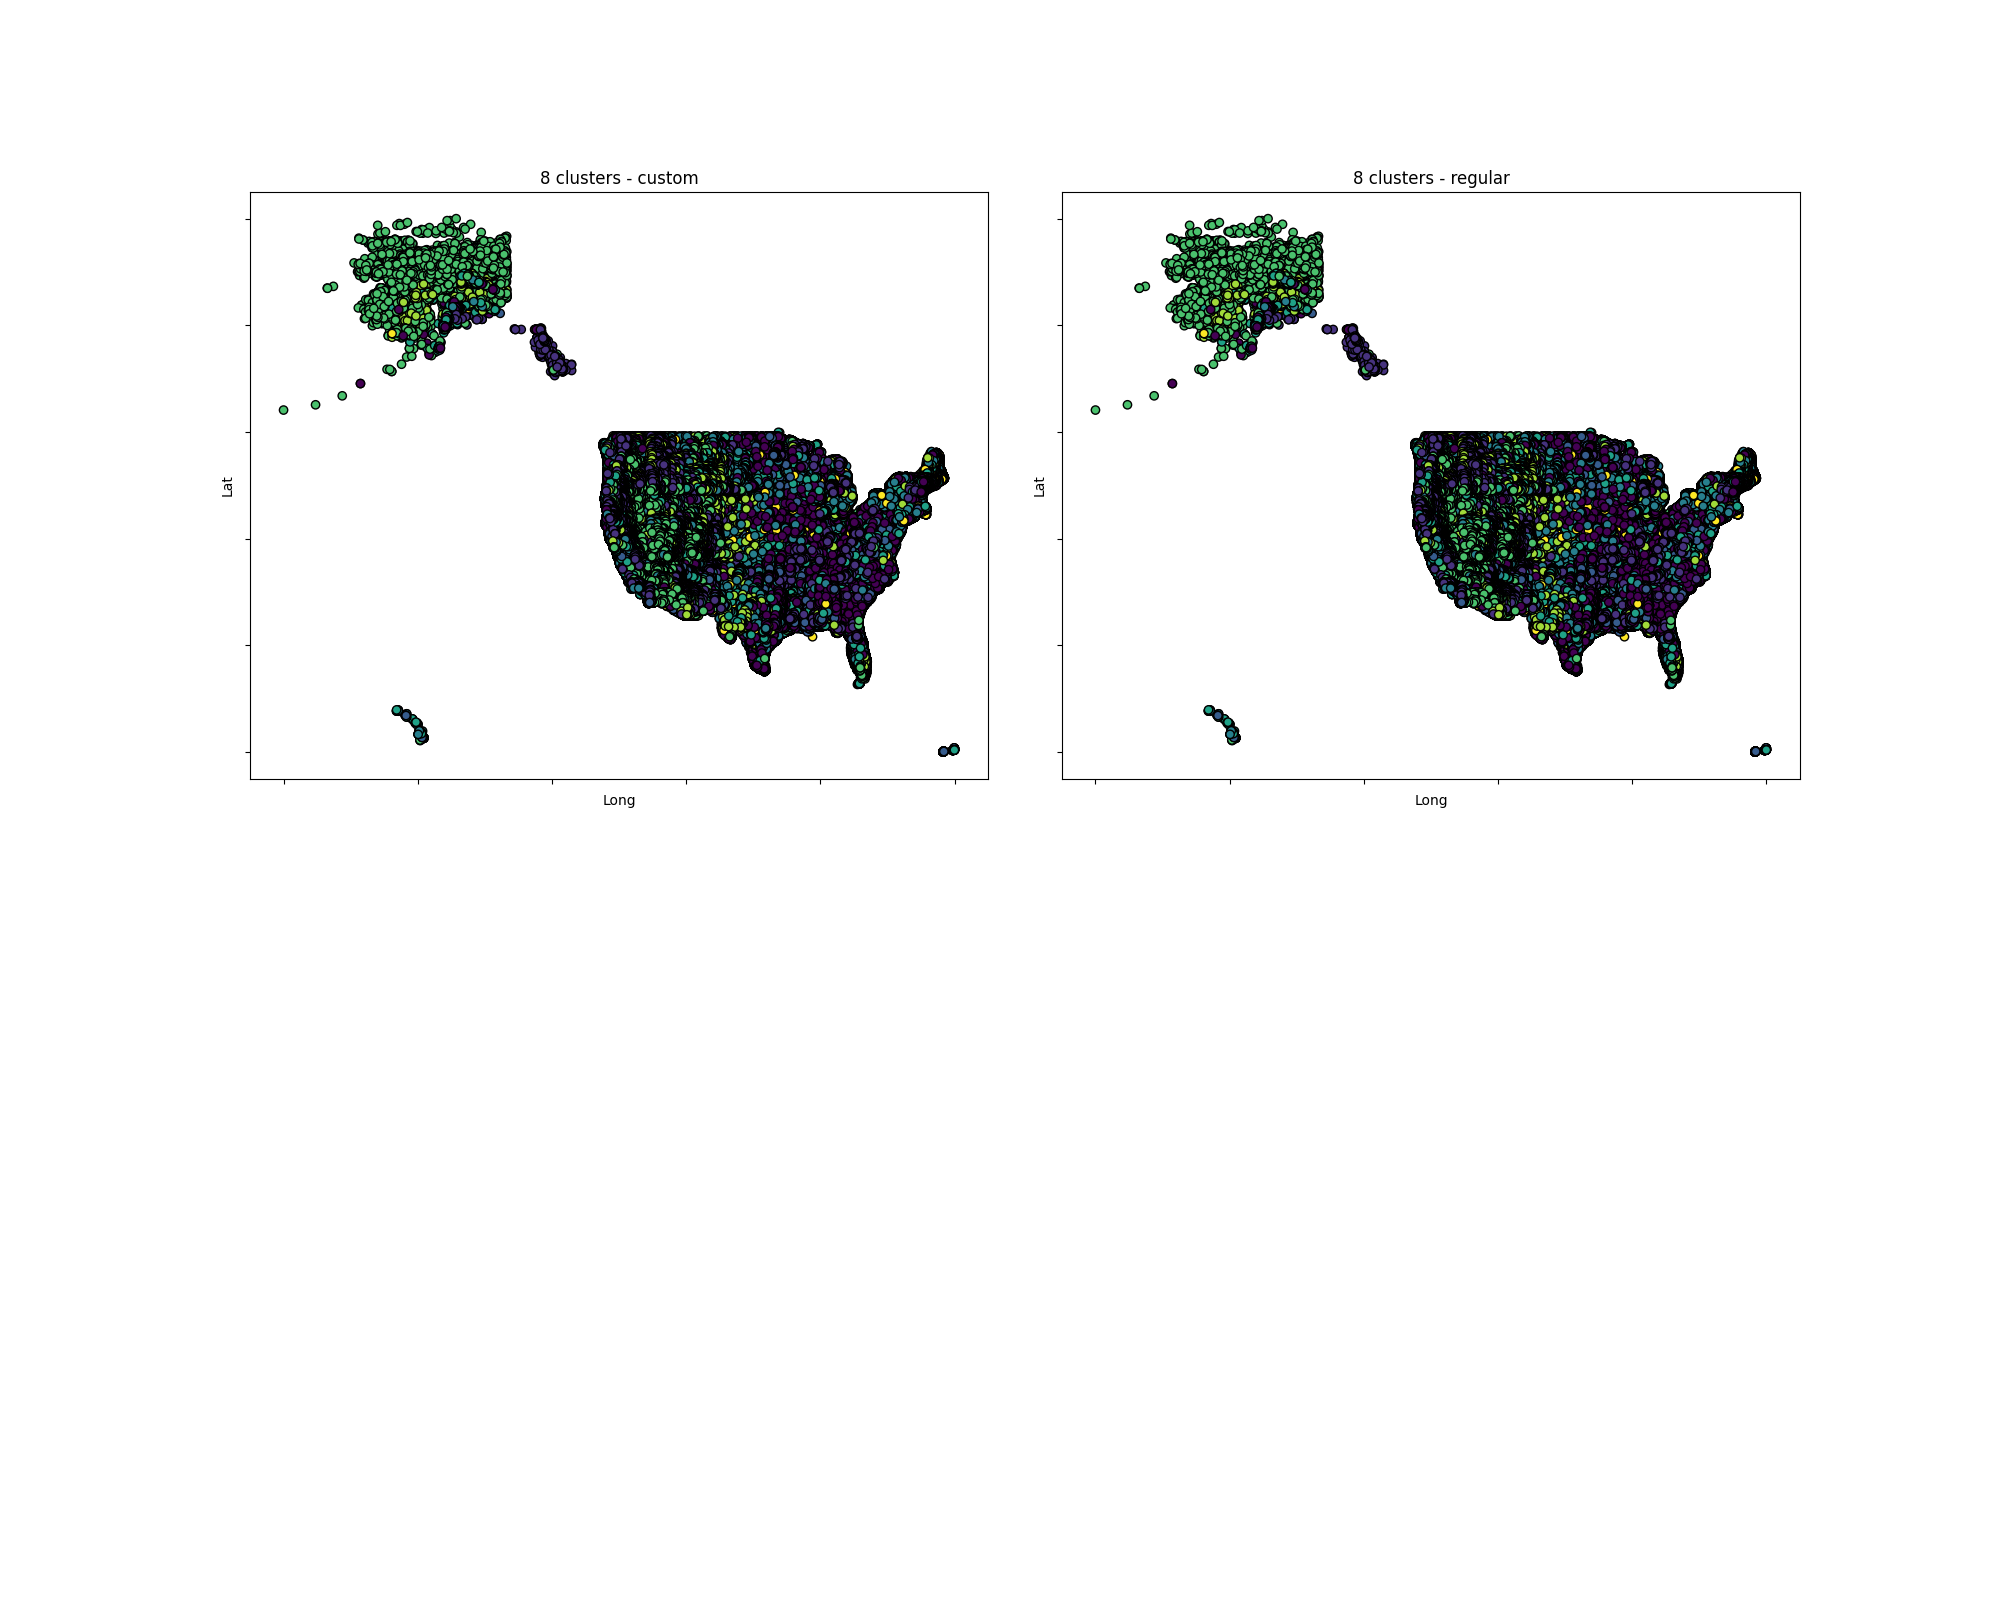 8 clusters - custom
8 clusters - regular
Lat
Lat
Long
Long